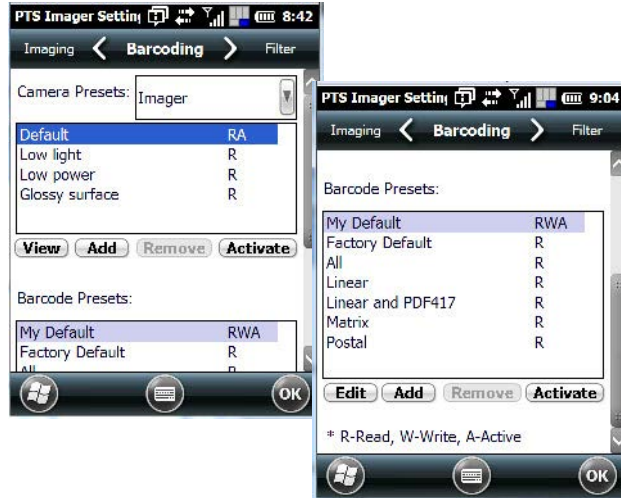 PTS Imager Settin 8:42
Imaging Barcoding Filter
Camera Presets: Imager
Default RA
Low light R
Low power R
Glossy surface R
View Add Remove Activate
Barcode Presets:
My Default RWA
Factory Default R
All R
OK
PTS Imager Settin 9:04
Imaging Barcoding Filter
Barcode Presets:
My Default RWA
Factory Default R
All R
Linear R
Linear and PDF417 R
Matrix R
Postal R
Edit Add Remove Activate
* R-Read, W-Write, A-Active
OK